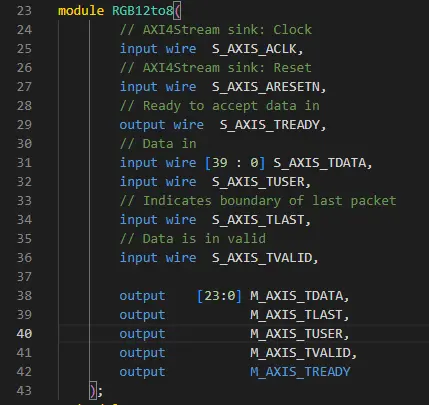 23 module RGB12to8(
24 // AXI4Stream sink: Clock
25 input wire S_AXIS_ACLK,
26 // AXI4Stream sink: Reset
27 input wire S_AXIS_ARESETN,
28 // Ready to accept data in
29 output wire S_AXIS_TREADY,
30 // Data in
31 input wire [39 : 0] S_AXIS_TDATA,
32 input wire S_AXIS_TUSER,
33 // Indicates boundary of last packet
34 input wire S_AXIS_TLAST,
35 // Data is in valid
36 input wire S_AXIS_TVALID,
37
38 output [23:0] M_AXIS_TDATA,
39 output M_AXIS_TLAST,
40 output M_AXIS_TUSER,
41 output M_AXIS_TVALID,
42 output M_AXIS_TREADY
43 );